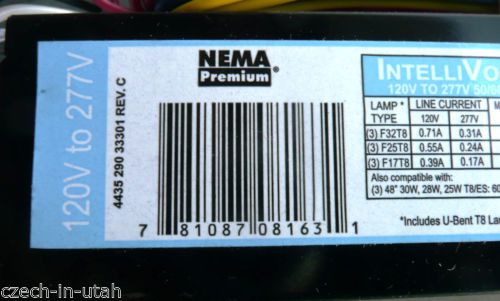 120V to 277V
4435 290 33301 REV. C
NEMA
Premium®
7 81087 08163 1
INTELLIVO
120V TO 277V 50/60
LAMP * LINE CURRENT
TYPE 120V 277V
(3) F32T8 0.71A 0.31A
(3) F25T8 0.55A 0.24A
(3) F17T8 0.39A 0.17A
Also compatible with:
(3) 48" 30W, 28W, 25W T8/ES: 60
*Includes U-Bent T8 La
czech-in-utah